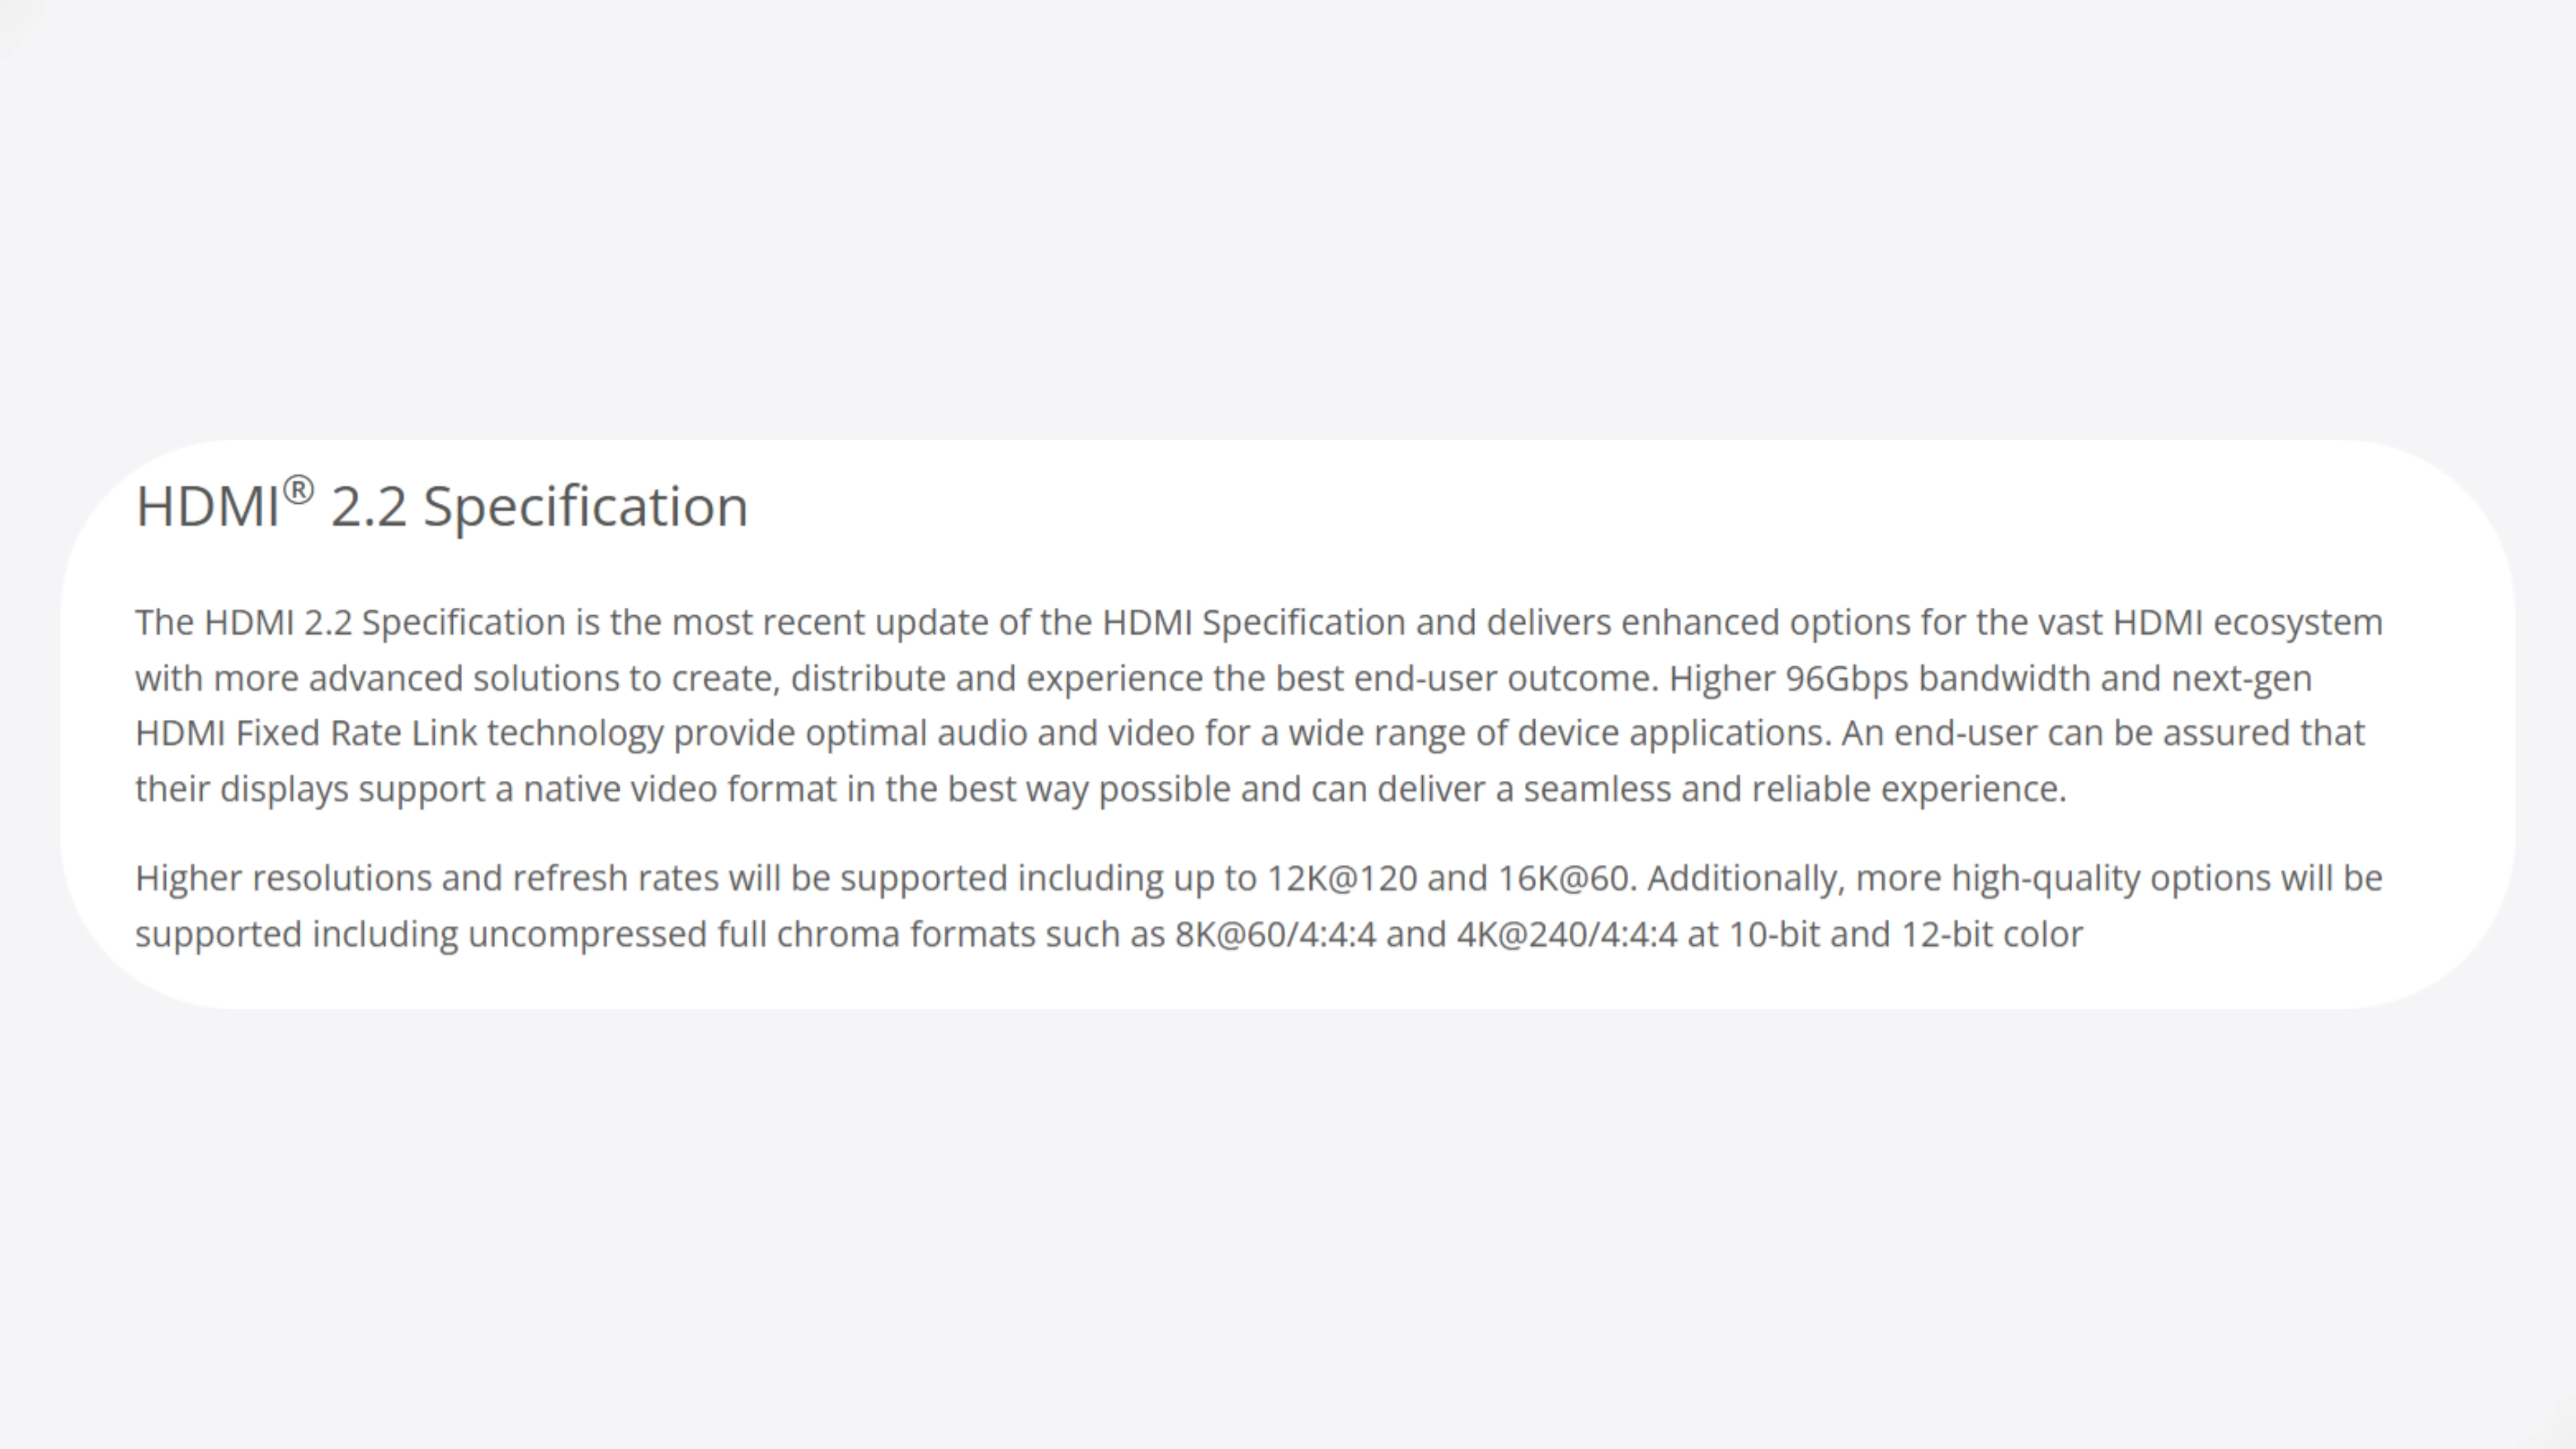 HDMI® 2.2 Specification
The HDMI 2.2 Specification is the most recent update of the HDMI Specification and delivers enhanced options for the vast HDMI ecosystem
with more advanced solutions to create, distribute and experience the best end-user outcome. Higher 96Gbps bandwidth and next-gen
HDMI Fixed Rate Link technology provide optimal audio and video for a wide range of device applications. An end-user can be assured that
their displays support a native video format in the best way possible and can deliver a seamless and reliable experience.
Higher resolutions and refresh rates will be supported including up to 12K@120 and 16K@60. Additionally, more high-quality options will be
supported including uncompressed full chroma formats such as 8K@60/4:4:4 and 4K@240/4:4:4 at 10-bit and 12-bit color